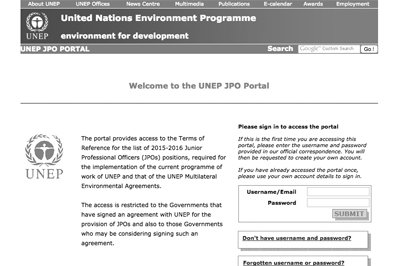 About UNEP UNEP Offices News Centre Multimedia Publications E-calendar Awards Employment
United Nations Environment Programme
environment for development
UNEP
UNEP JPO PORTAL Search Google™ Custom Search Go!
Welcome to the UNEP JPO Portal
UNEP
The portal provides access to the Terms of
Reference for the list of 2015-2016 Junior
Professional Officers (JPOs) positions, required for
the implementation of the current programme of
work of UNEP and that of the UNEP Multilateral
Environmental Agreements.
The access is restricted to the Governments that
have signed an agreement with UNEP for the
provision of JPOs and also to those Governments
who may be considering signing such an
agreement.
Please sign in to access the portal
If this is the first time you are accessing this
portal, please enter the username and password
provided in our official correspondence. You will
then be requested to create your own account.
If you have already accessed the portal once,
please use your own account details to sign in.
Username/Email
Password
SUBMIT
Don't have username and password?
Forgotten username or password?